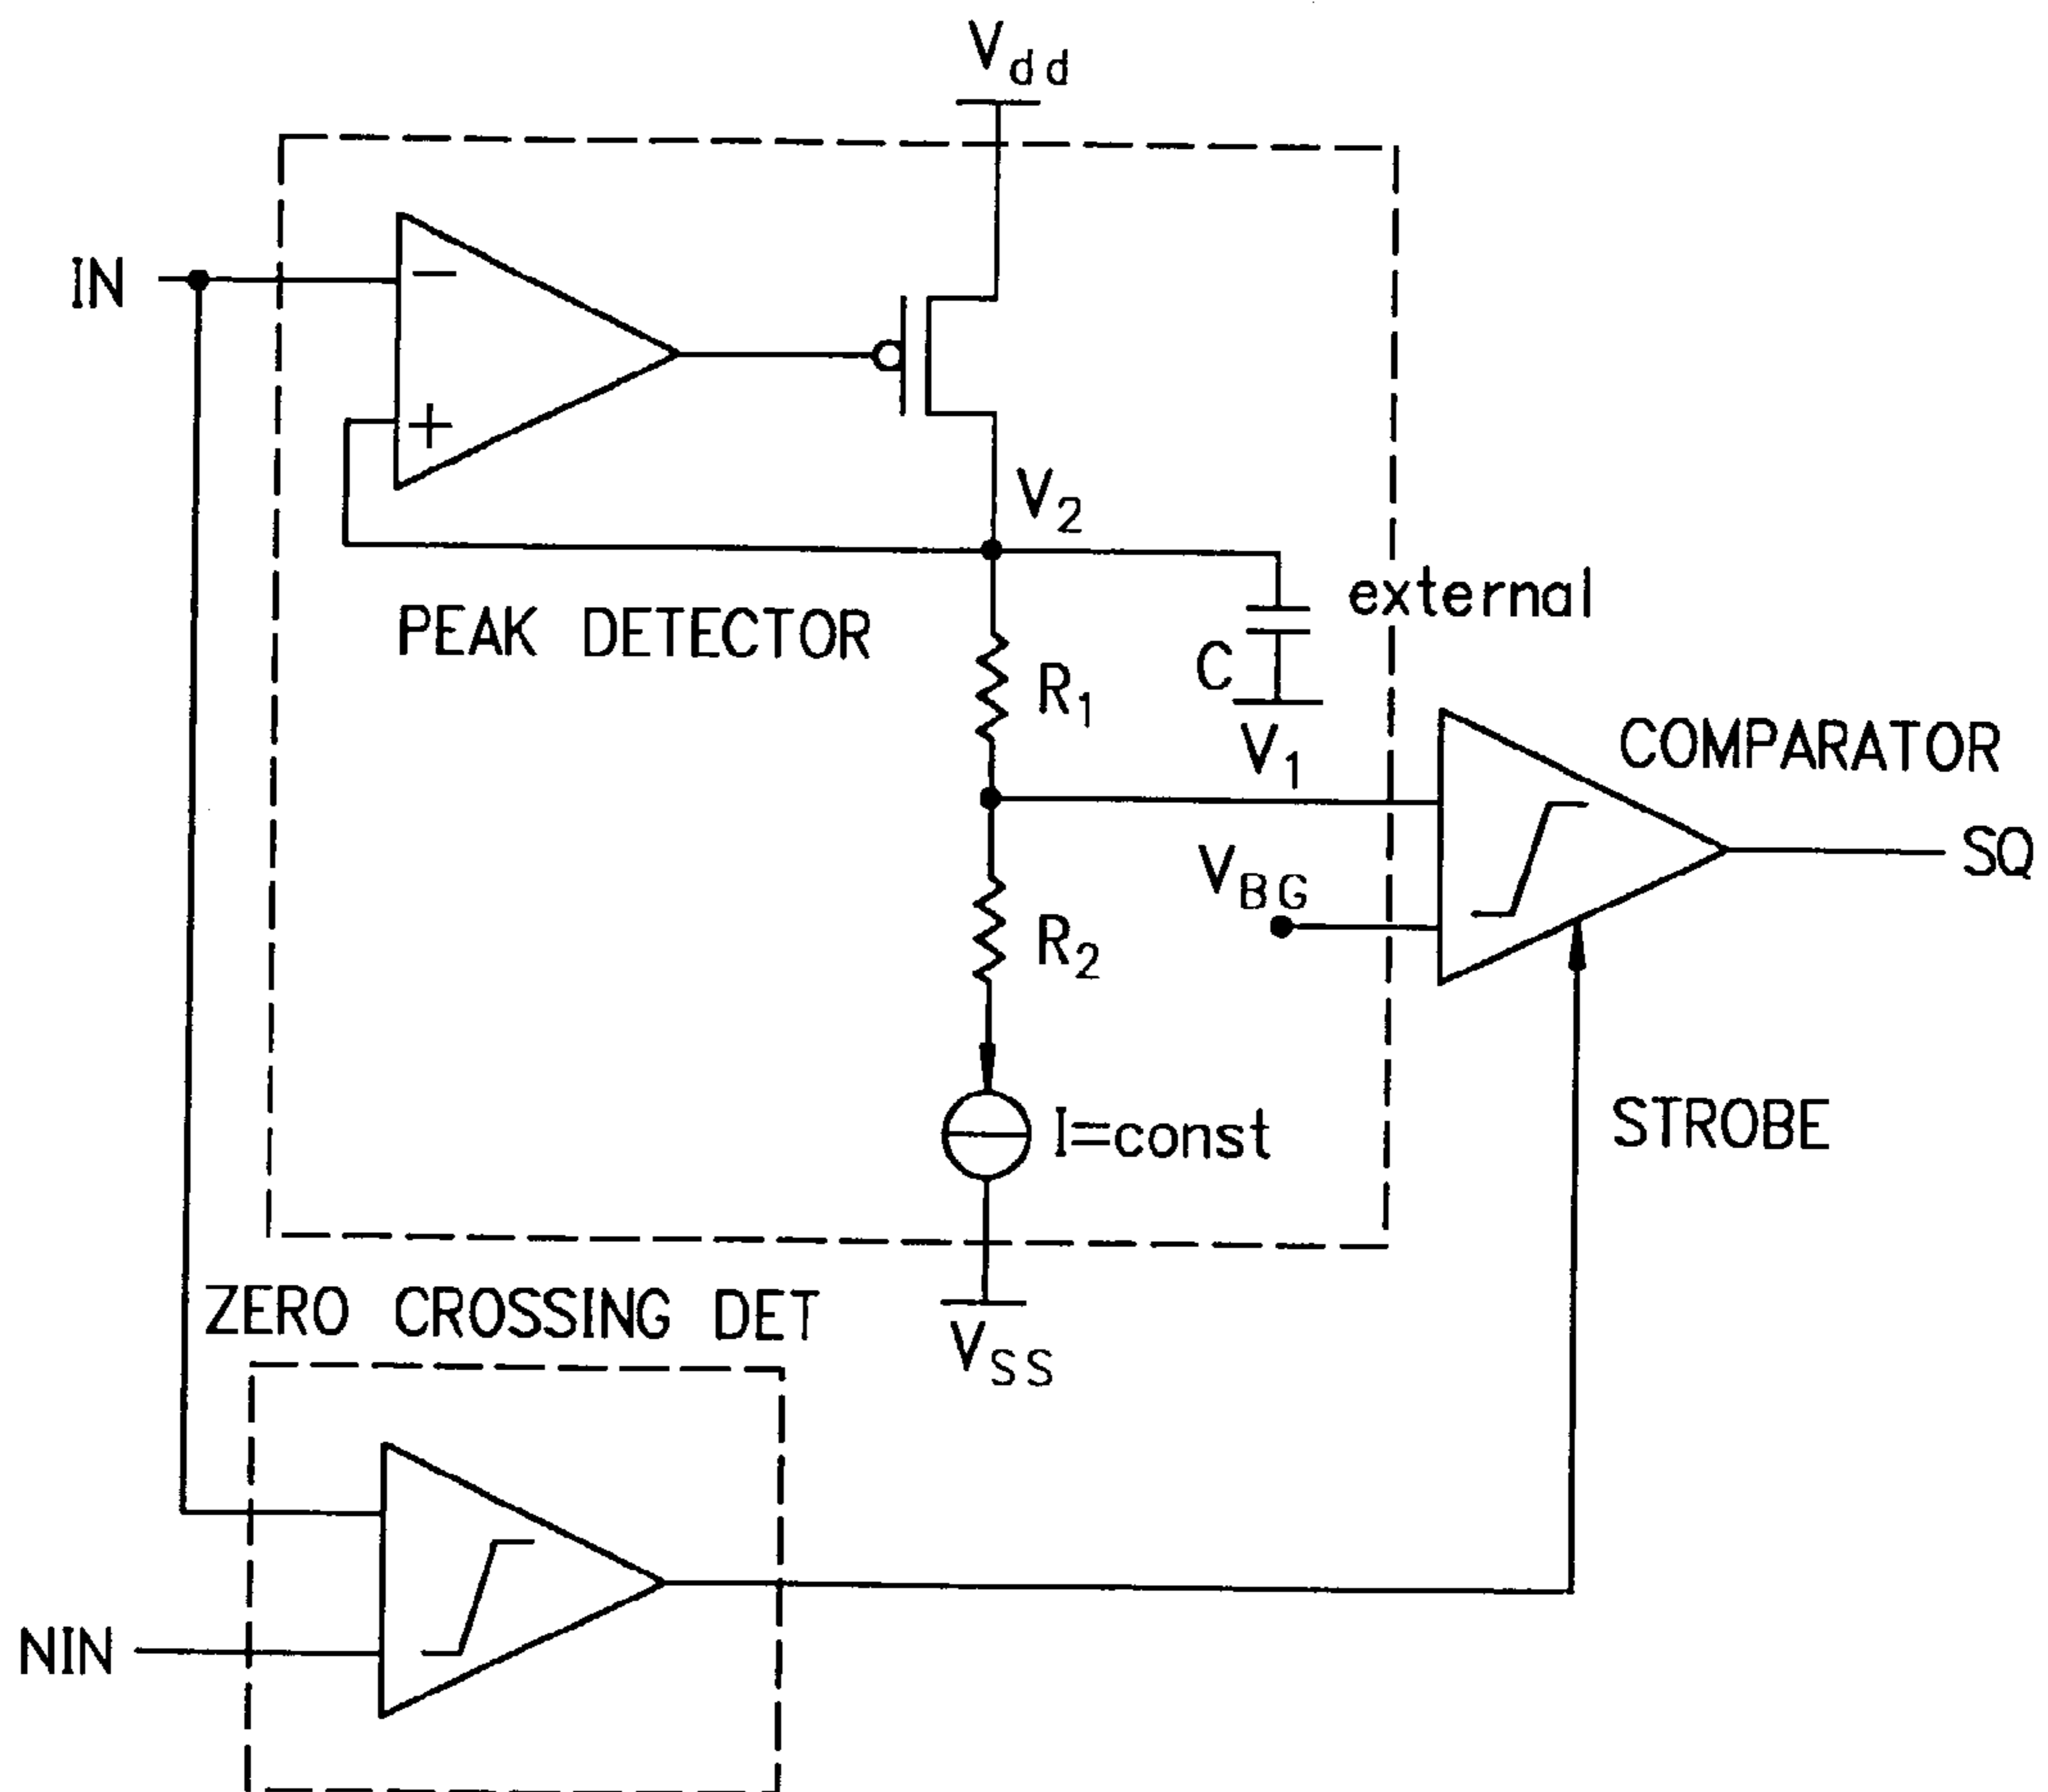 Vdd
IN
−
+
V2
PEAK DETECTOR
external
R1
C
V1
COMPARATOR
VBG
SQ
R2
I=const
STROBE
ZERO CROSSING DET
VSS
NIN